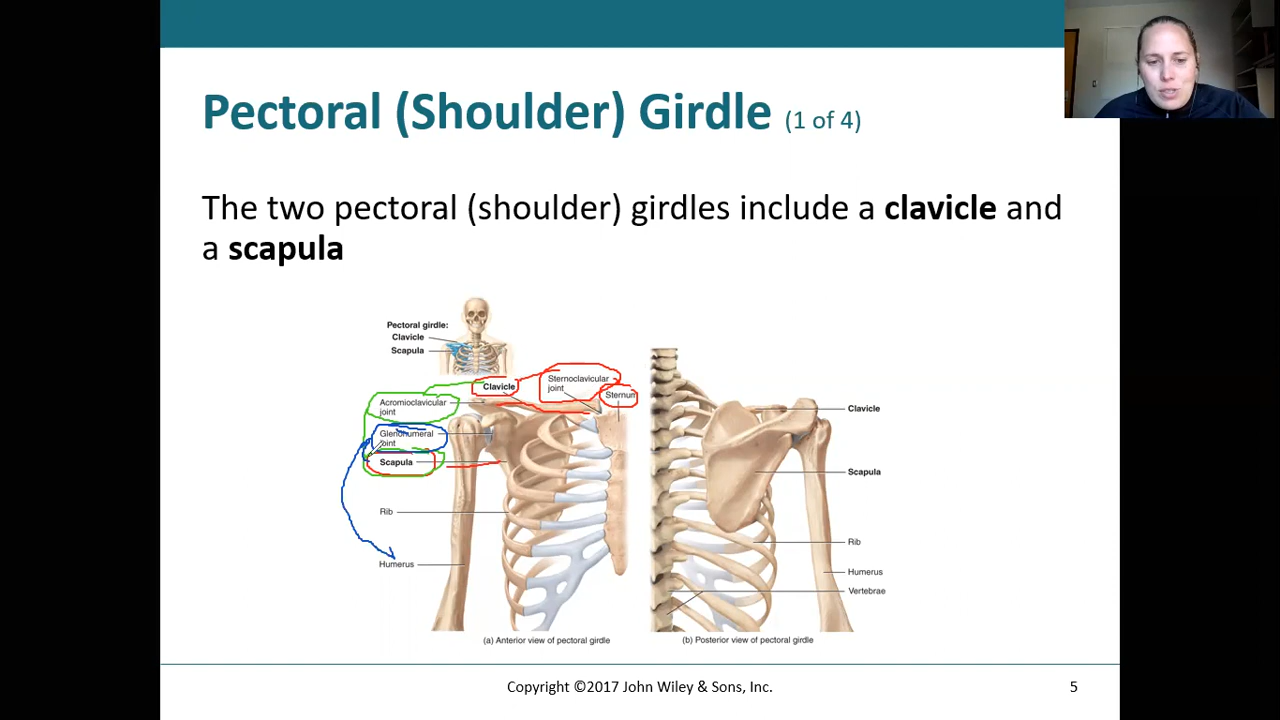 Pectoral (Shoulder) Girdle (1 of 4)
The two pectoral (shoulder) girdles include a clavicle and
a scapula
Pectoral girdle:
Clavicle
Scapula
Clavicle
Sternoclavicular
joint
Sternum
Acromioclavicular
joint
Glenohumeral
joint
Scapula
Rib
Humerus
(a) Anterior view of pectoral girdle
Clavicle
Scapula
Rib
Humerus
Vertebrae
(b) Posterior view of pectoral girdle
Copyright ©2017 John Wiley & Sons, Inc.
5